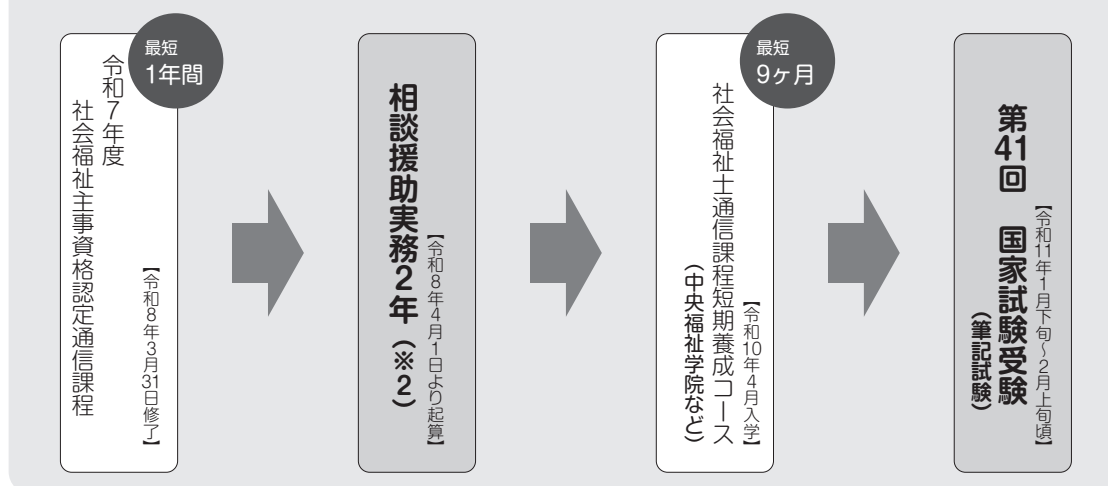 最短
1年間
令和7年度
社会福祉主事資格認定通信課程
【令和8年3月31日修了】
相談援助実務2年(※2)
【令和8年4月1日より起算】
最短
9ヶ月
社会福祉士通信課程短期養成コース
(中央福祉学院など)
【令和10年4月入学】
第41回 国家試験受験
(筆記試験)
【令和11年1月下旬~2月上旬頃】